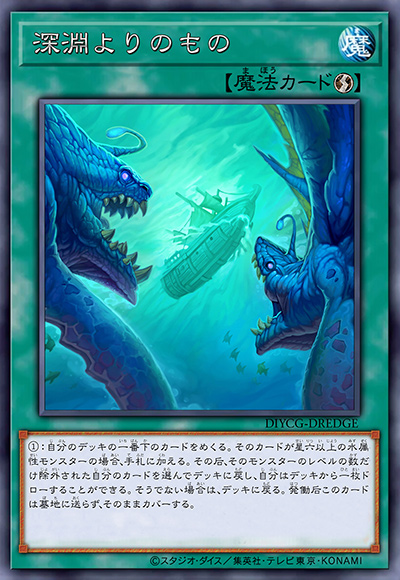 深淵よりのもの
魔
【魔法カード】
DIYCG-DREDGE
①：自分のデッキの一番下のカードをめくる。そのカードが星六以上の水属
性モンスターの場合、手札に加える。その后、そのモンスターのレベルの数だ
け除外された自分のカードを選んでデッキに戻し、自分はデッキから一枚ド
ローすることができる。そうでない場合は、デッキに戻る。発働后このカード
は墓地に送らず、そのままカバーする。
©スタジオ・ダイス／集英社・テレビ東京・KONAMI